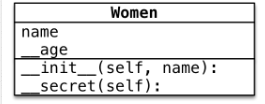 Women
name
__age
__init__(self, name):
__secret(self):